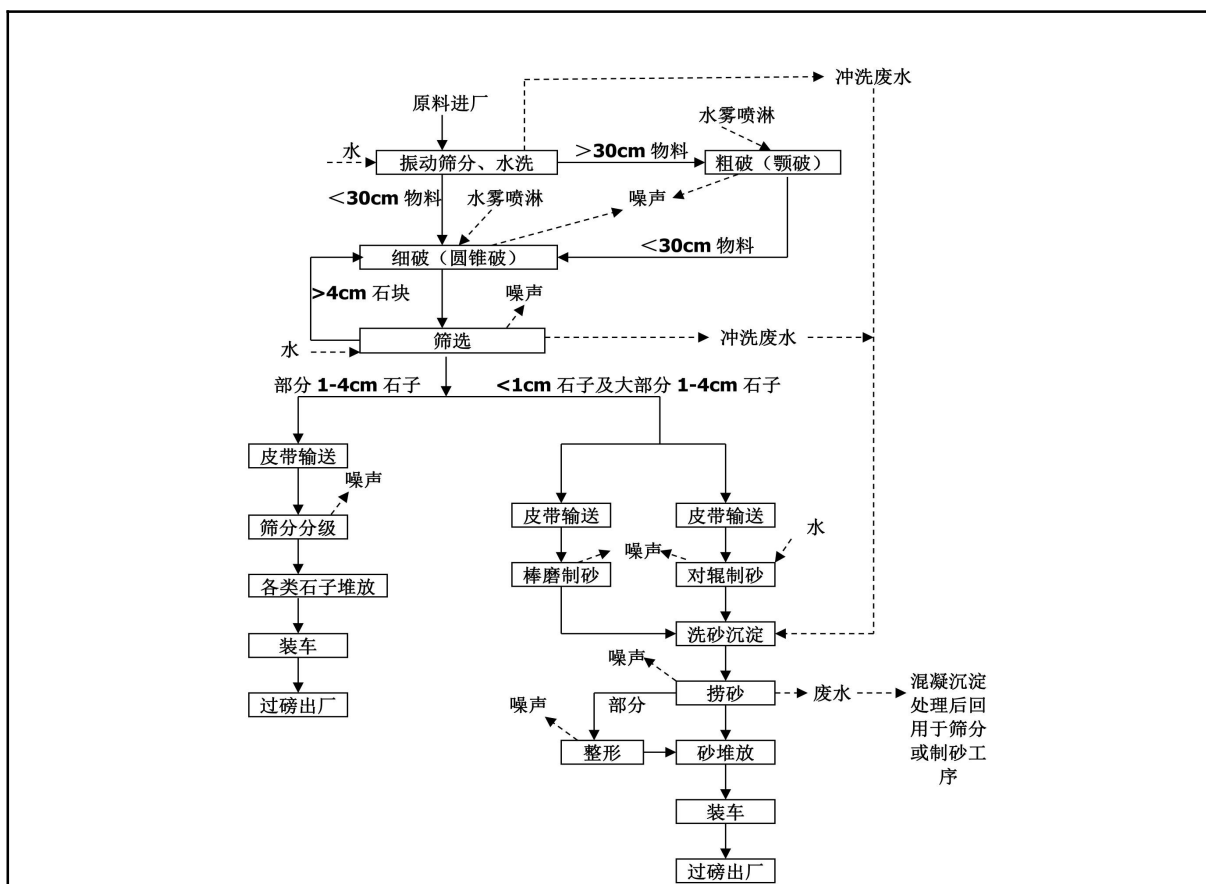 冲洗废水
原料进厂
水雾喷淋
水
振动筛分、水洗
>30cm 物料
粗破（颚破）
<30cm 物料
水雾喷淋
噪声
细破（圆锥破）
<30cm 物料
>4cm 石块
噪声
筛选
冲洗废水
水
部分 1-4cm 石子
<1cm 石子及大部分 1-4cm 石子
皮带输送
噪声
筛分分级
皮带输送
皮带输送
水
噪声
各类石子堆放
棒磨制砂
对辊制砂
装车
洗砂沉淀
噪声
过磅出厂
部分
捞砂
废水
混凝沉淀
处理后回
用于筛分
或制砂工
序
噪声
整形
砂堆放
装车
过磅出厂